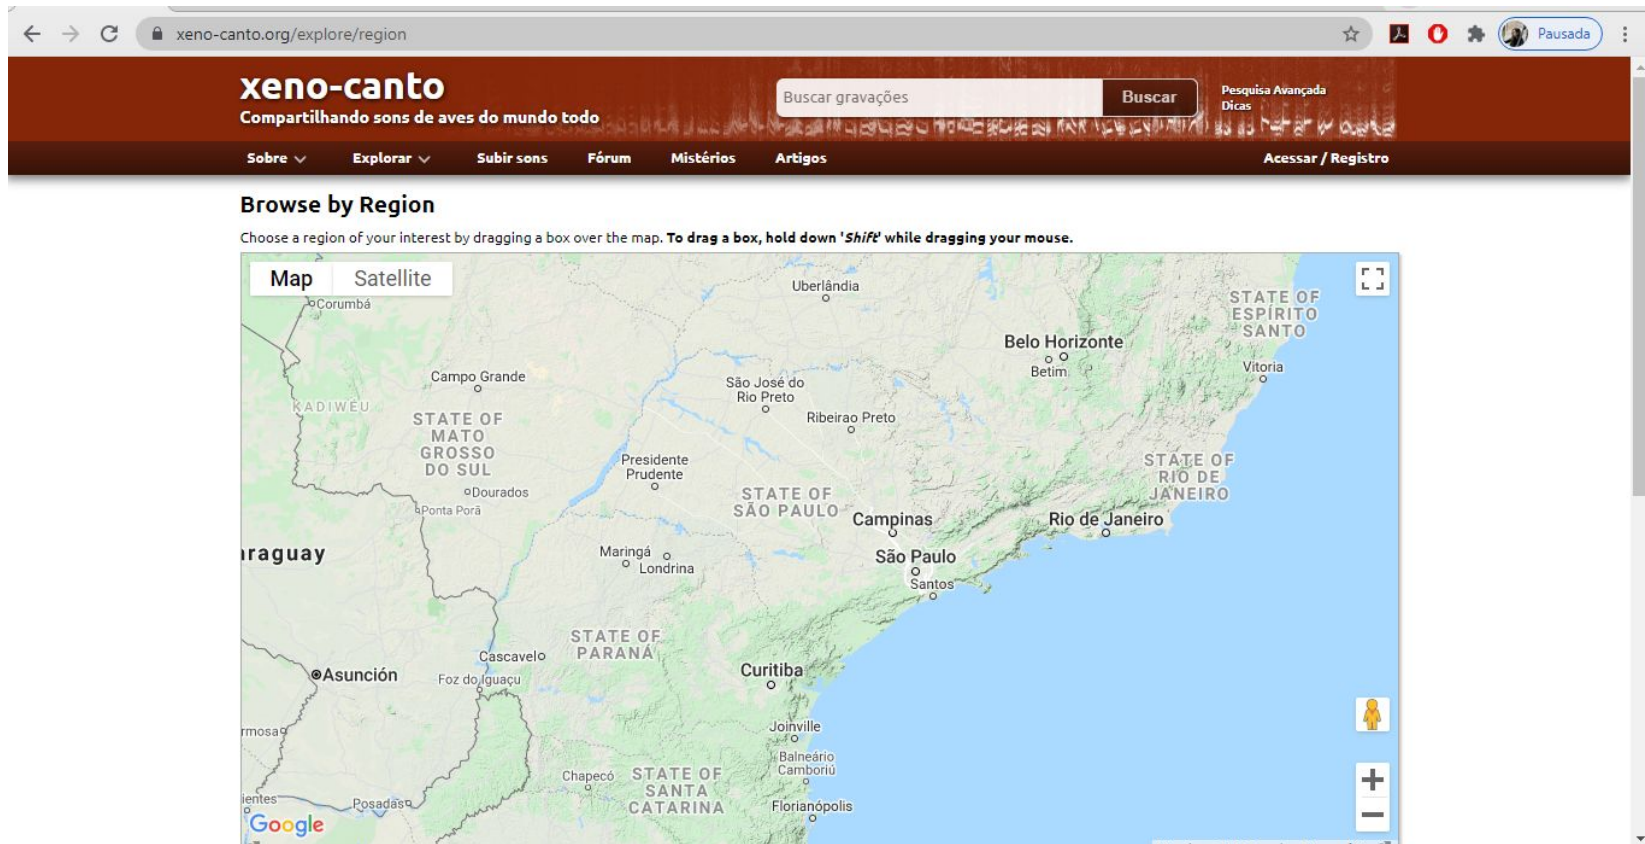 xeno-canto.org/explore/region
Pausada
xeno-canto
Compartilhando sons de aves do mundo todo
Buscar gravações
Buscar
Pesquisa Avançada
Dicas
Sobre
Explorar
Subir sons
Fórum
Mistérios
Artigos
Acessar / Registro
Browse by Region
Choose a region of your interest by dragging a box over the map. To drag a box, hold down 'Shift' while dragging your mouse.
Map
Satellite
Corumbá
Uberlândia
STATE OF
ESPÍRITO
SANTO
Belo Horizonte
Betim
Vitoria
Campo Grande
São José do
Rio Preto
KADIWÉU
STATE OF
MATO
GROSSO
DO SUL
Ribeirao Preto
Presidente
Prudente
STATE OF
RIO DE
JANEIRO
Dourados
Ponta Porã
STATE OF
SÃO PAULO
Campinas
Rio de Janeiro
araguay
Maringá
Londrina
São Paulo
Santos
STATE OF
PARANÁ
Cascavel
Asunción
Foz do Iguaçu
Curitiba
rmosa
Joinville
Balneário
Camboriú
Chapecó
STATE OF
SANTA
CATARINA
ientes
Posadas
Florianópolis
Google